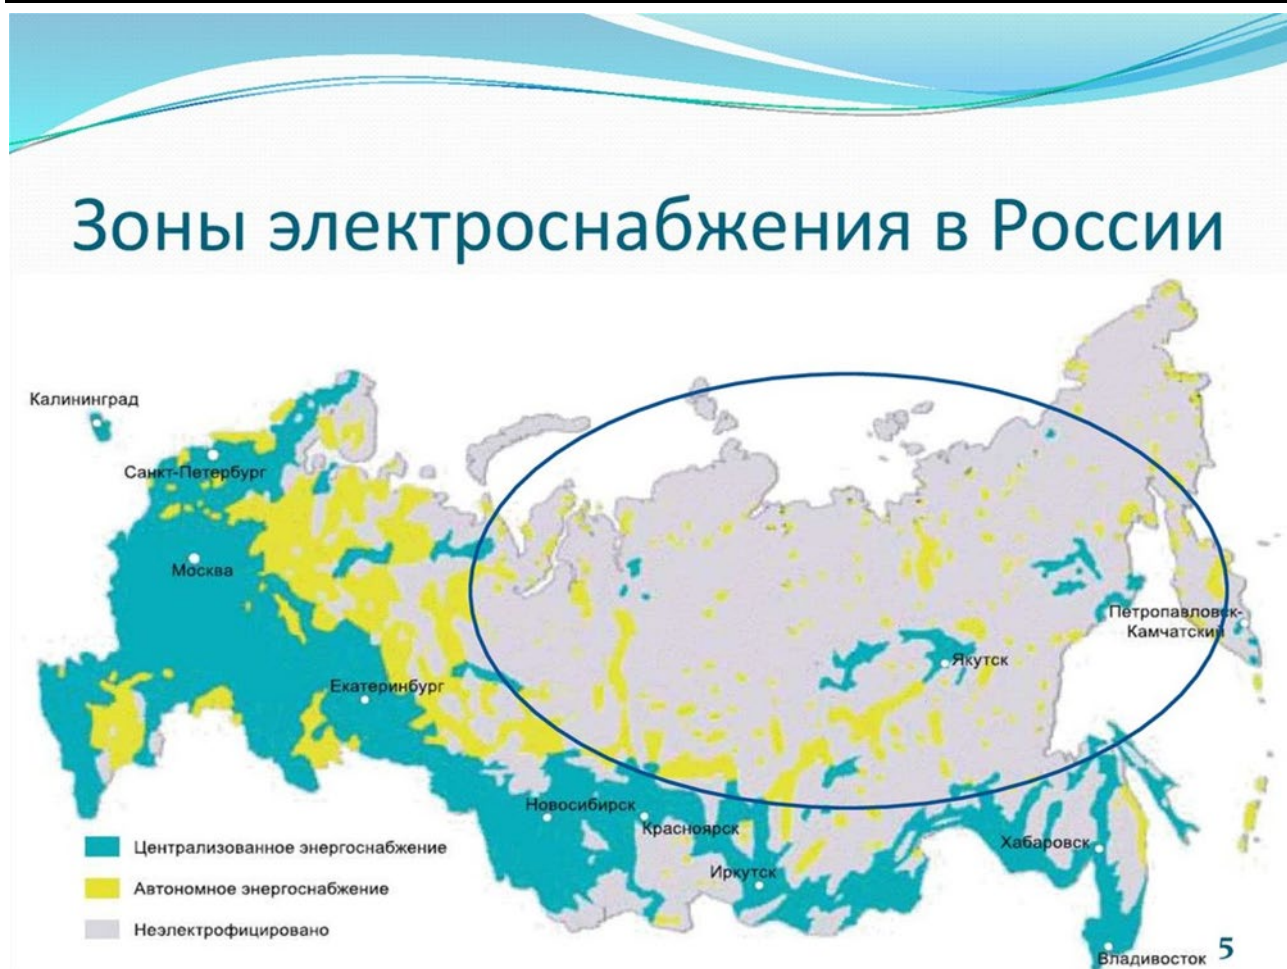 Зоны электроснабжения в России
Калининград
Санкт-Петербург
Москва
Петропавловск-
Камчатский
Якутск
Екатеринбург
Новосибирск
Красноярск
Хабаровск
Иркутск
Централизованное энергоснабжение
Автономное энергоснабжение
Неэлектрофицировано
Владивосток
5